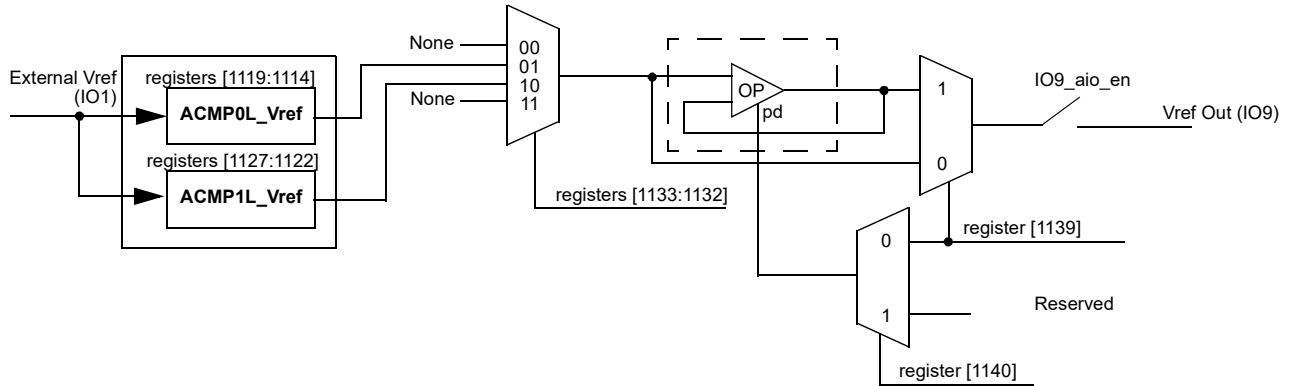 None
00
01
10
11
None
External Vref
(IO1)
registers [1119:1114]
ACMP0L_Vref
registers [1127:1122]
ACMP1L_Vref
registers [1133:1132]
OP
pd
1
0
IO9_aio_en
Vref Out (IO9)
register [1139]
0
1
Reserved
register [1140]